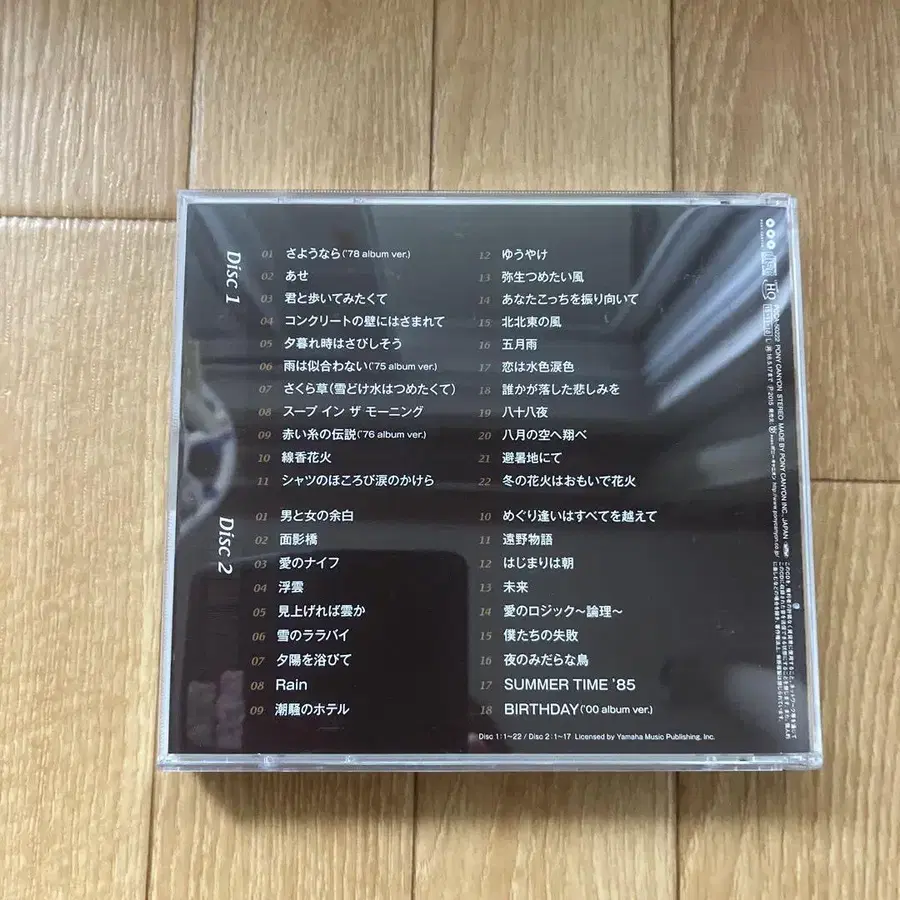 Disc 1
01 さようなら('78 album ver.)
02 あせ
03 君と歩いてみたくて
04 コンクリートの壁にはさまれて
05 夕暮れ時はさびしそう
06 雨は似合わない('75 album ver.)
07 さくら草(雪どけ水はつめたくて)
08 スープ イン ザ モーニング
09 赤い糸の伝説('76 album ver.)
10 線香花火
11 シャツのほころび涙のかけら
12 ゆうやけ
13 弥生つめたい風
14 あなたこっちを振り向いて
15 北北東の風
16 五月雨
17 恋は水色涙色
18 誰かが落した悲しみを
19 八十八夜
20 八月の空へ翔べ
21 避暑地にて
22 冬の花火はおもいで花火
Disc 2
01 男と女の余白
02 面影橋
03 愛のナイフ
04 浮雲
05 見上げれば雲か
06 雪のララバイ
07 夕陽を浴びて
08 Rain
09 潮騒のホテル
10 めぐり逢いはすべてを越えて
11 遠野物語
12 はじまりは朝
13 未来
14 愛のロジック〜論理〜
15 僕たちの失敗
16 夜のみだらな鳥
17 SUMMER TIME '85
18 BIRTHDAY('00 album ver.)
Disc 1:1~22 / Disc 2:1~17 Licensed by Yamaha Music Publishing, Inc.
HQ
PONY CANYON STEREO MADE BY PONY CANYON INC, JAPAN